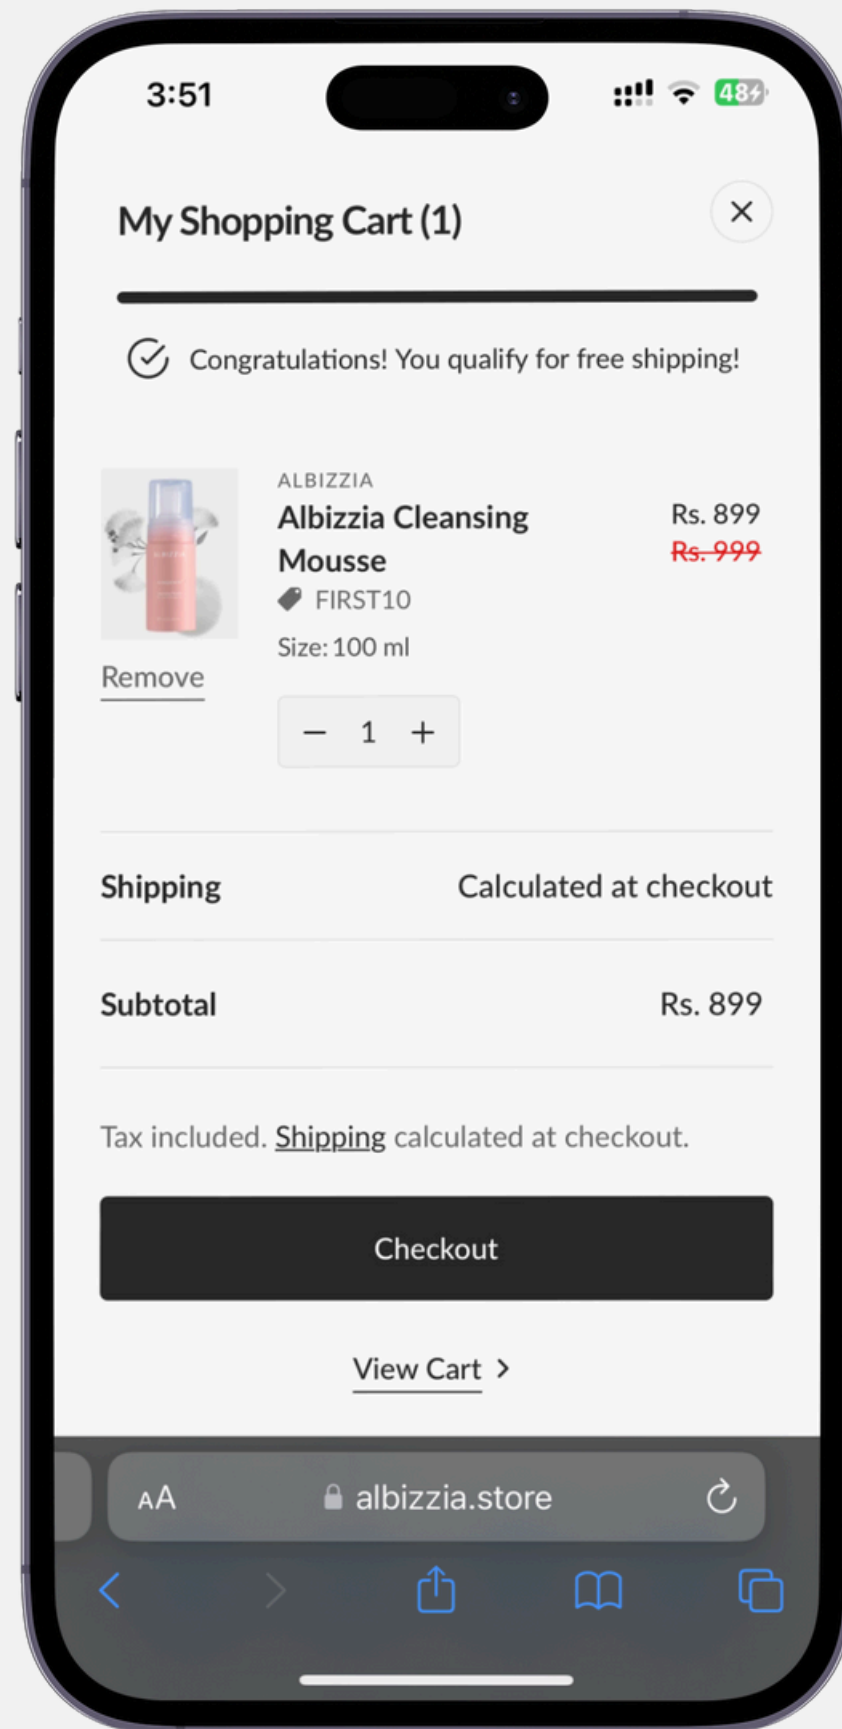 3:51
48
My Shopping Cart (1)
Congratulations! You qualify for free shipping!
ALBIZZIA
Albizzia Cleansing
Mousse
Rs. 899
Rs. 999
FIRST10
Size: 100 ml
Remove
1
Shipping
Calculated at checkout
Subtotal
Rs. 899
Tax included. Shipping calculated at checkout.
Checkout
View Cart
AA
albizzia.store